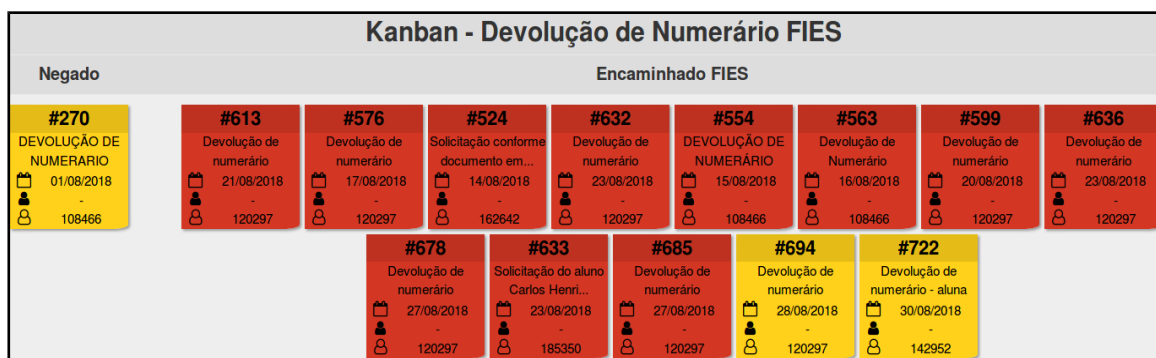 Kanban - Devolução de Numerário FIES
Negado
Encaminhado FIES
#270
DEVOLUÇÃO DE
NUMERARIO
01/08/2018
-
108466
#613
Devolução de
numerário
21/08/2018
-
120297
#576
Devolução de
numerário
17/08/2018
-
120297
#524
Solicitação conforme
documento em...
14/08/2018
-
162642
#632
Devolução de
numerário
23/08/2018
-
120297
#554
DEVOLUÇÃO DE
NUMERÁRIO
15/08/2018
-
108466
#563
Devolução de
Numerário
16/08/2018
-
108466
#599
Devolução de
numerário
20/08/2018
-
120297
#636
Devolução de
numerário
23/08/2018
-
120297
#678
Devolução de
numerário
27/08/2018
-
120297
#633
Solicitação do aluno
Carlos Henri...
23/08/2018
-
185350
#685
Devolução de
numerário
27/08/2018
-
120297
#694
Devolução de
numerário
28/08/2018
-
120297
#722
Devolução de
numerário - aluna
30/08/2018
-
142952